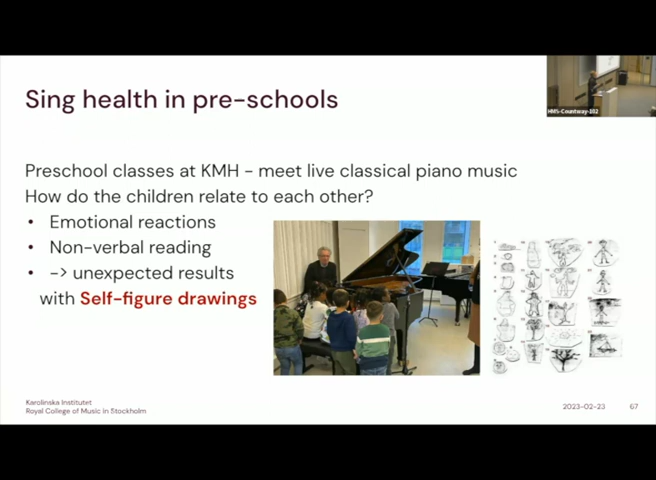 Sing health in pre-schools
HMS-Countway-102
Preschool classes at KMH – meet live classical piano music
How do the children relate to each other?
• Emotional reactions
• Non-verbal reading
• -> unexpected results
with Self-figure drawings
Karolinska Institutet
Royal College of Music in Stockholm
2023-02-23
67